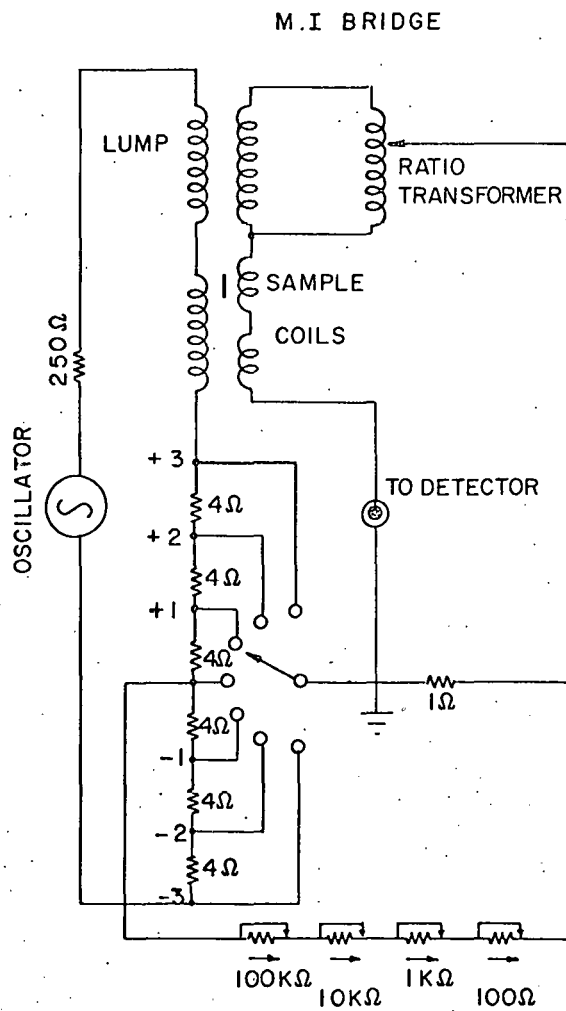 M.I BRIDGE
LUMP
RATIO
TRANSFORMER
SAMPLE
COILS
250Ω
OSCILLATOR
+3
TO DETECTOR
4Ω
+2
4Ω
+1
4Ω
1Ω
4Ω
-1
4Ω
-2
4Ω
-3
100KΩ
10KΩ
1KΩ
100Ω